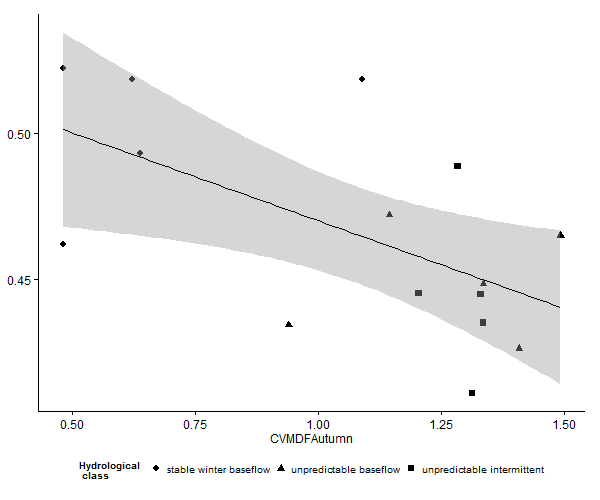 0.50
0.45
0.50 0.75 1.00 1.25 1.50
CVMDFAutumn
Hydrological
class
stable winter baseflow unpredictable baseflow unpredictable intermittent